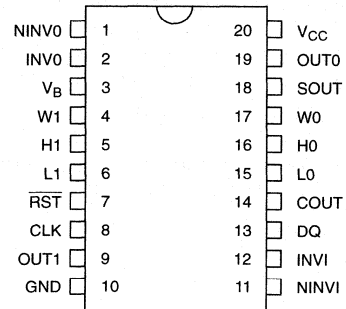 NINV0 1 20 VCC
INV0 2 19 OUT0
VB 3 18 SOUT
W1 4 17 W0
H1 5 16 H0
L1 6 15 L0
RST 7 14 COUT
CLK 8 13 DQ
OUT1 9 12 INVI
GND 10 11 NINVI